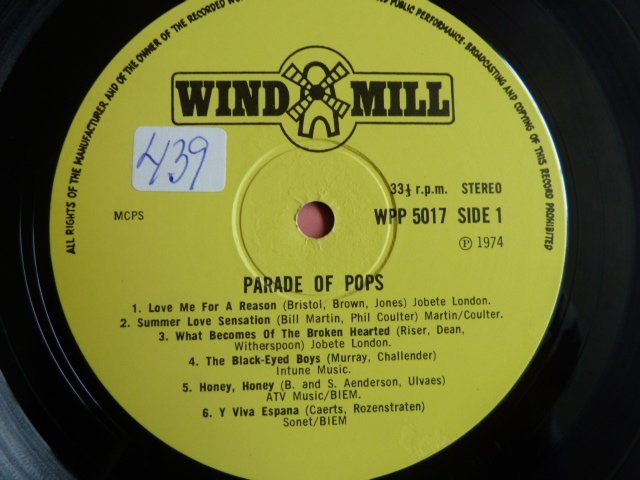 ALL RIGHTS OF THE MANUFACTURER AND OF THE OWNER OF THE RECORDED WORK
PUBLIC PERFORMANCE · BROADCASTING AND COPYING OF THIS RECORD PROHIBITED
WIND MILL
439
33⅓ r.p.m. STEREO
MCPS
WPP 5017 SIDE 1
℗ 1974
PARADE OF POPS
1. Love Me For A Reason (Bristol, Brown, Jones) Jobete London.
2. Summer Love Sensation (Bill Martin, Phil Coulter) Martin/Coulter.
3. What Becomes Of The Broken Hearted (Riser, Dean,
Witherspoon) Jobete London.
4. The Black-Eyed Boys (Murray, Challender)
Intune Music.
5. Honey, Honey (B. and S. Aenderson, Ulvaes)
ATV Music/BIEM.
6. Y Viva Espana (Caerts, Rozenstraten)
Sonet/BIEM